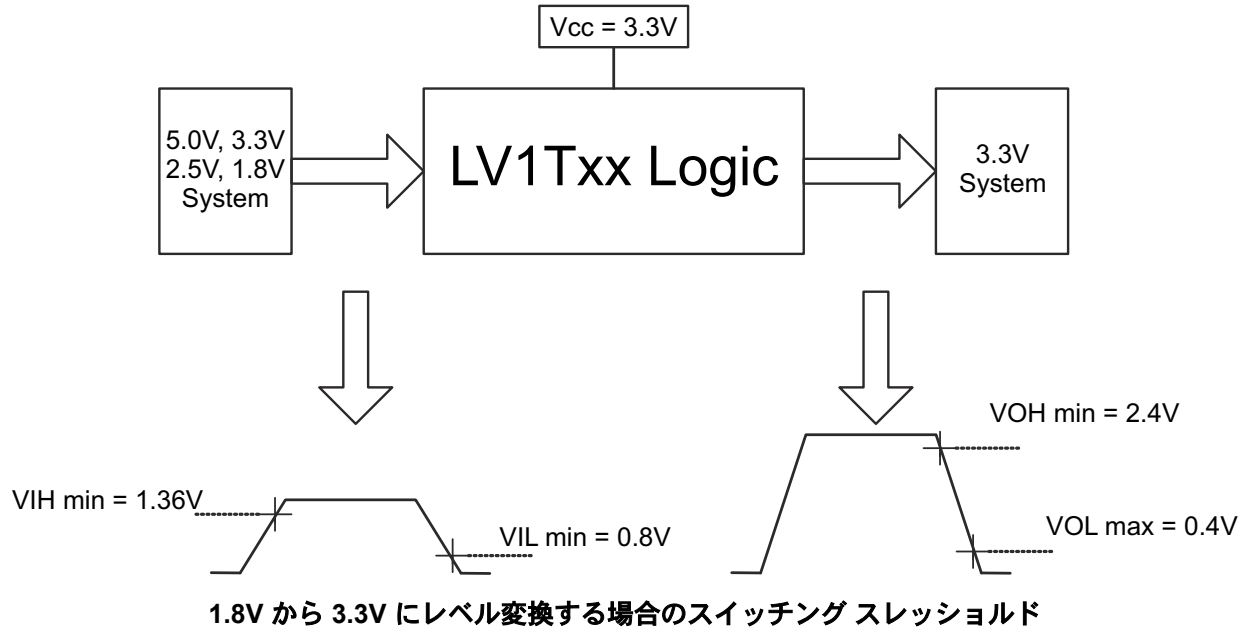 Vcc = 3.3V
5.0V, 3.3V
2.5V, 1.8V
System
LV1Txx Logic
3.3V
System
VOH min = 2.4V
VIH min = 1.36V
VIL min = 0.8V
VOL max = 0.4V
1.8V から 3.3V にレベル変換する場合のスイッチング スレッショルド